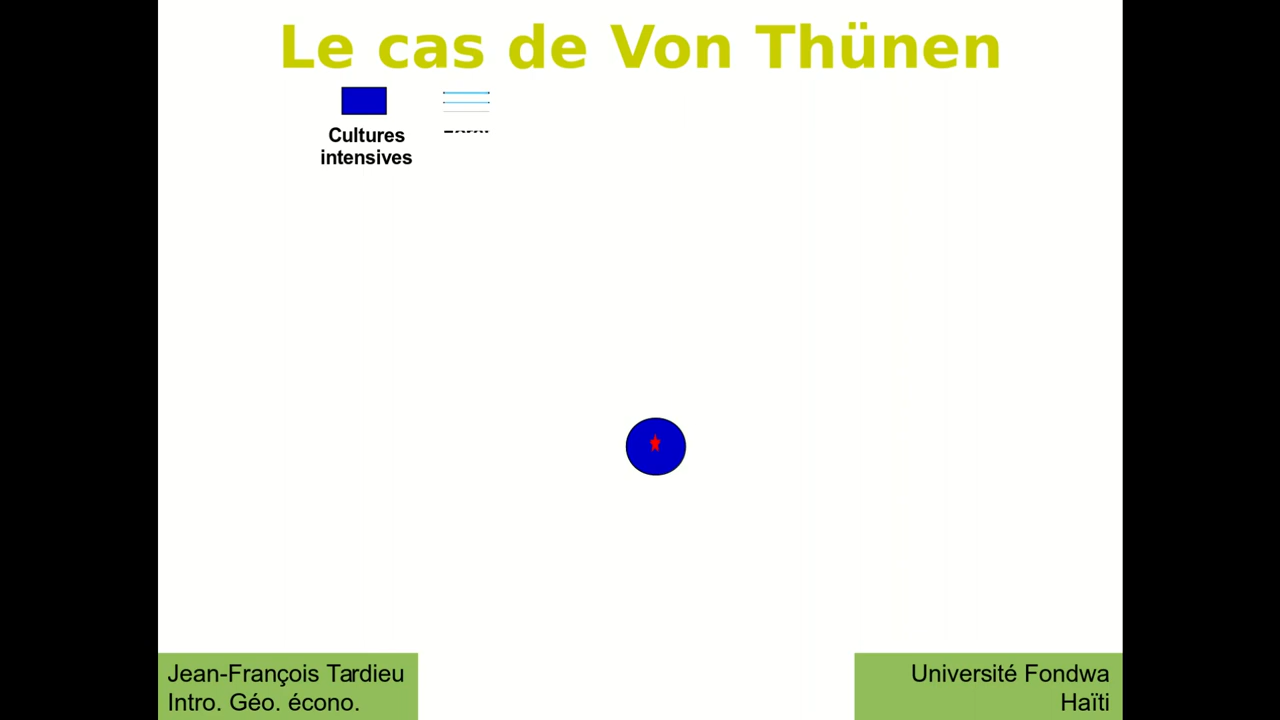 Le cas de Von Thünen
Cultures
intensives
Jean-François Tardieu
Intro. Géo. écono.
Université Fondwa
Haïti